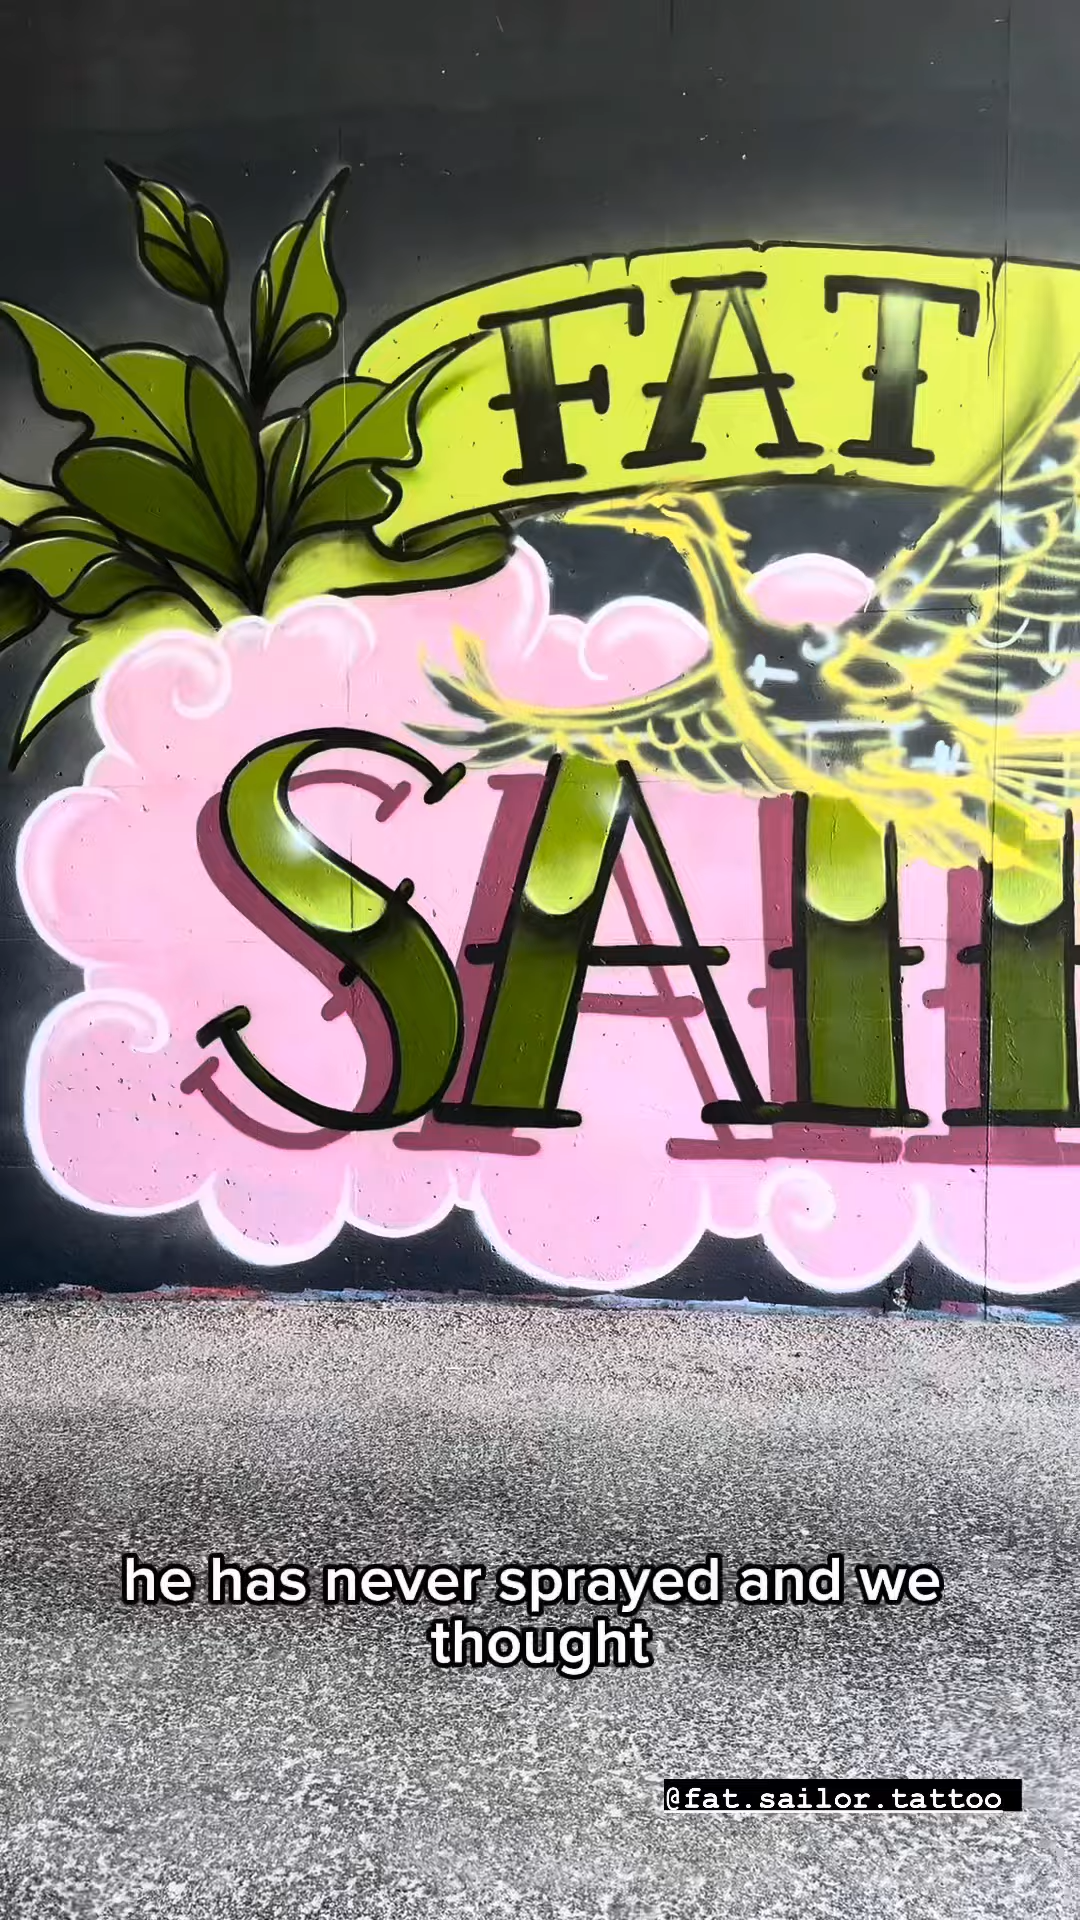 FAT
SAIL
he has never sprayed and we
thought
@fat.sailor.tattoo